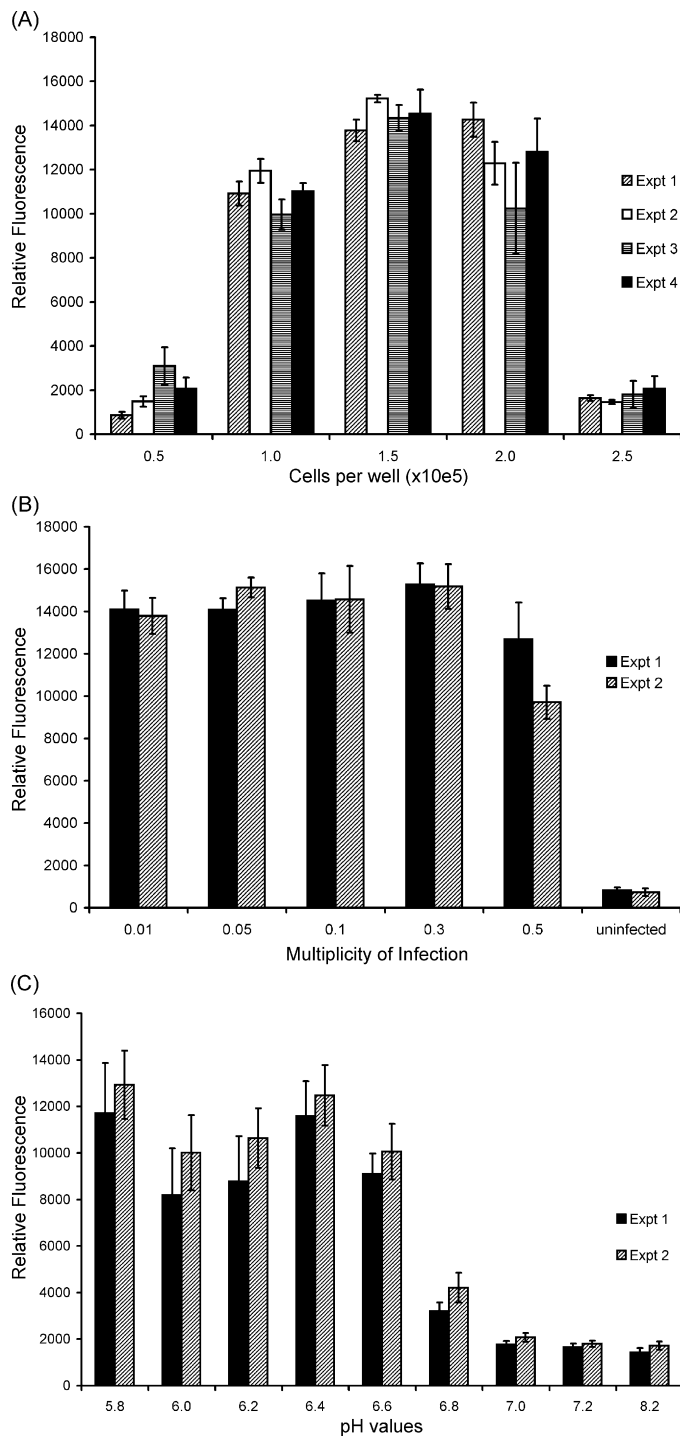 (A)
18000
16000
14000
12000
10000
8000
6000
4000
2000
0
Relative Fluorescence
0.5 1.0 1.5 2.0 2.5
Cells per well (x10e5)
Expt 1
Expt 2
Expt 3
Expt 4
(B)
18000
16000
14000
12000
10000
8000
6000
4000
2000
0
Relative Fluorescence
0.01 0.05 0.1 0.3 0.5 uninfected
Multiplicity of Infection
Expt 1
Expt 2
(C)
16000
14000
12000
10000
8000
6000
4000
2000
0
Relative Fluorescence
5.8 6.0 6.2 6.4 6.6 6.8 7.0 7.2 8.2
pH values
Expt 1
Expt 2